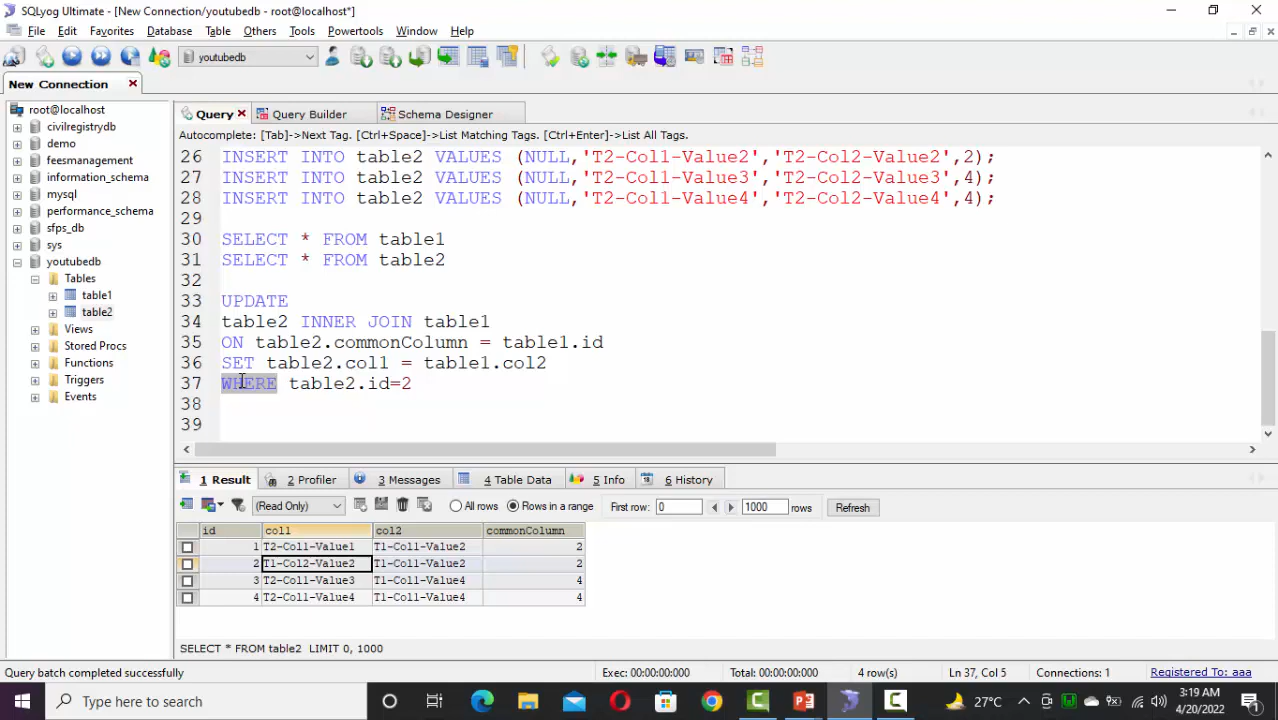 SQLyog Ultimate - [New Connection/youtubedb - root@localhost*]
File Edit Favorites Database Table Others Tools Powertools Window Help
youtubedb
New Connection
Query Query Builder Schema Designer
Autocomplete: [Tab]->Next Tag. [Ctrl+Space]->List Matching Tags. [Ctrl+Enter]->List All Tags.
root@localhost
civilregistrydb
demo
feesmanagement
information_schema
mysql
performance_schema
sfps_db
sys
youtubedb
Tables
table1
table2
Views
Stored Procs
Functions
Triggers
Events
26 INSERT INTO table2 VALUES (NULL,'T2-Col1-Value2','T2-Col2-Value2',2);
27 INSERT INTO table2 VALUES (NULL,'T2-Col1-Value3','T2-Col2-Value3',4);
28 INSERT INTO table2 VALUES (NULL,'T2-Col1-Value4','T2-Col2-Value4',4);
29
30 SELECT * FROM table1
31 SELECT * FROM table2
32
33 UPDATE
34 table2 INNER JOIN table1
35 ON table2.commonColumn = table1.id
36 SET table2.col1 = table1.col2
37 WHERE table2.id=2
38
39
1 Result 2 Profiler 3 Messages 4 Table Data 5 Info 6 History
(Read Only) All rows Rows in a range First row: 0 1000 rows Refresh
id col1 col2 commonColumn
1 T2-Col1-Value1 T1-Col1-Value2 2
2 T1-Col2-Value2 T1-Col1-Value2 2
3 T2-Col1-Value3 T1-Col1-Value4 4
4 T2-Col1-Value4 T1-Col1-Value4 4
SELECT * FROM table2 LIMIT 0, 1000
Query batch completed successfully Exec: 00:00:00:000 Total: 00:00:00:000 4 row(s) Ln 37, Col 5 Connections: 1 Registered To: aaa
Type here to search 27°C 3:19 AM
4/20/2022